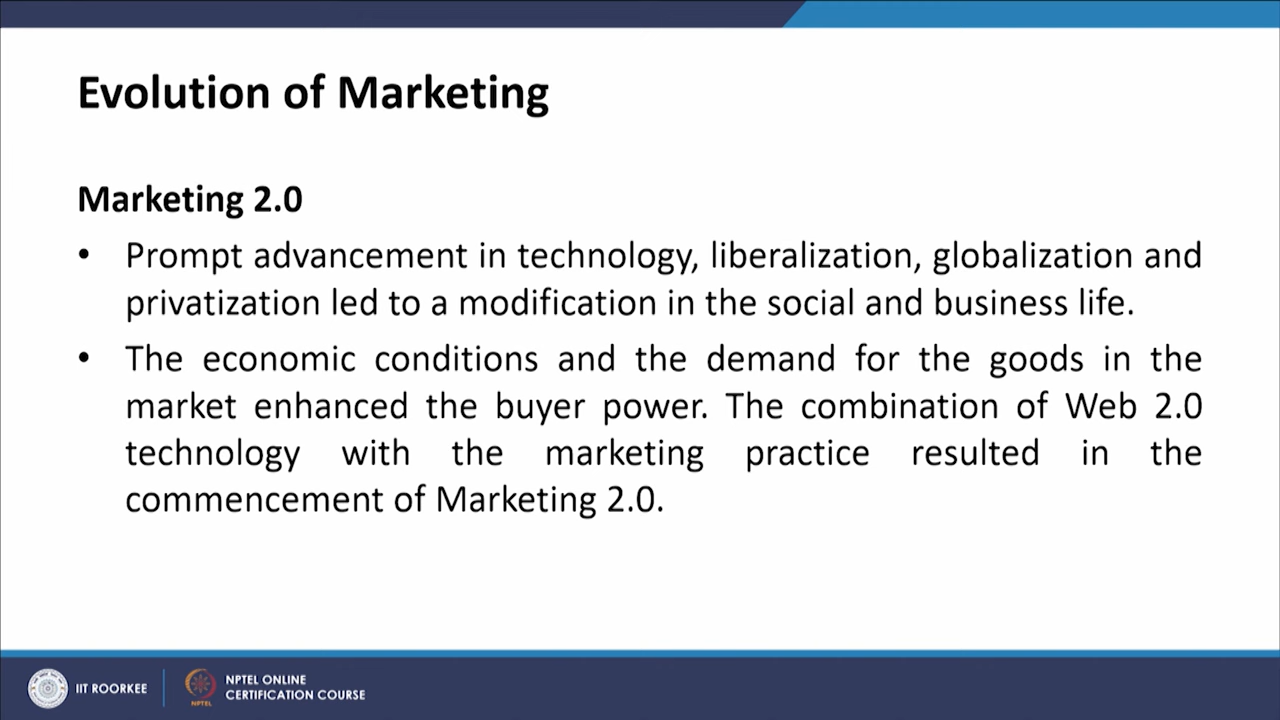 Evolution of Marketing
Marketing 2.0
• Prompt advancement in technology, liberalization, globalization and
privatization led to a modification in the social and business life.
• The economic conditions and the demand for the goods in the
market enhanced the buyer power. The combination of Web 2.0
technology with the marketing practice resulted in the
commencement of Marketing 2.0.
IIT ROORKEE
NPTEL
NPTEL ONLINE
CERTIFICATION COURSE